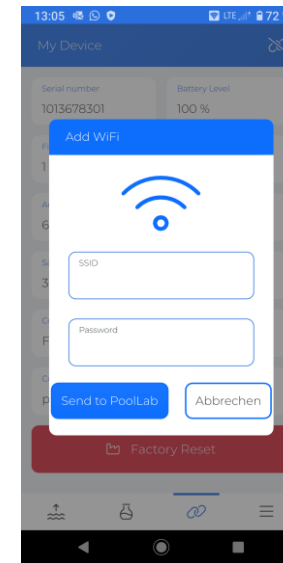 13:05 LTE 72
My Device
Serial number Battery Level
1013678301 100 %
Add WiFi
SSID
Password
Send to PoolLab Abbrechen
Factory Reset